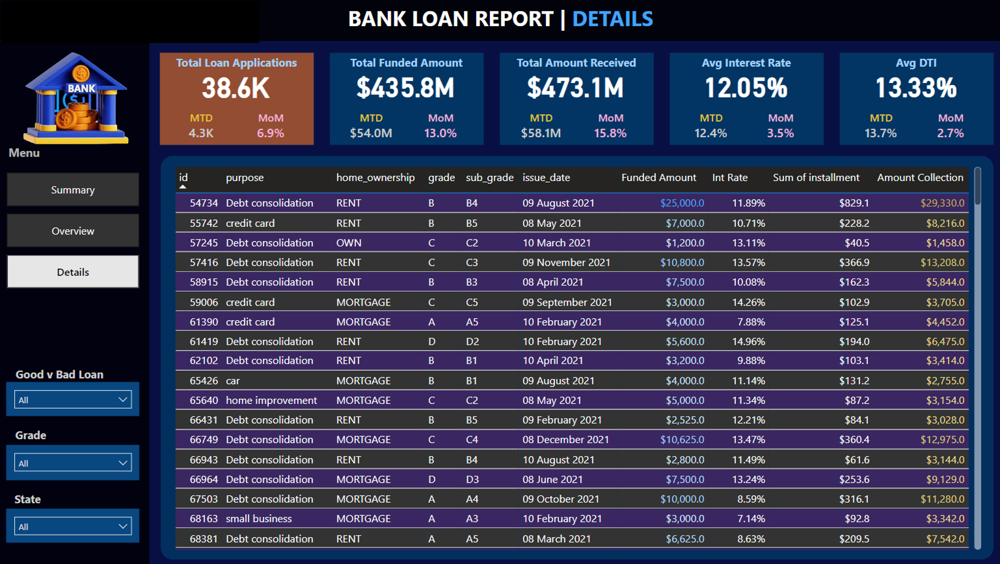 BANK LOAN REPORT | DETAILS
BANK
Menu
Summary
Overview
Details
Good v Bad Loan
All
Grade
All
State
All
Total Loan Applications
38.6K
MTD MoM
4.3K 6.9%
Total Funded Amount
$435.8M
MTD MoM
$54.0M 13.0%
Total Amount Received
$473.1M
MTD MoM
$58.1M 15.8%
Avg Interest Rate
12.05%
MTD MoM
12.4% 3.5%
Avg DTI
13.33%
MTD MoM
13.7% 2.7%
id purpose home_ownership grade sub_grade issue_date Funded Amount Int Rate Sum of installment Amount Collection
54734 Debt consolidation RENT B B4 09 August 2021 $25,000.0 11.89% $829.1 $29,330.0
55742 credit card RENT B B5 08 May 2021 $7,000.0 10.71% $228.2 $8,216.0
57245 Debt consolidation OWN C C2 10 March 2021 $1,200.0 13.11% $40.5 $1,458.0
57416 Debt consolidation RENT C C3 09 November 2021 $10,800.0 13.57% $366.9 $13,208.0
58915 Debt consolidation RENT B B3 08 April 2021 $7,500.0 10.08% $162.3 $5,844.0
59006 credit card MORTGAGE C C5 09 September 2021 $3,000.0 14.26% $102.9 $3,705.0
61390 credit card MORTGAGE A A5 10 February 2021 $4,000.0 7.88% $125.1 $4,452.0
61419 Debt consolidation RENT D D2 10 February 2021 $5,600.0 14.96% $194.0 $6,475.0
62102 Debt consolidation RENT B B1 10 April 2021 $3,200.0 9.88% $103.1 $3,414.0
65426 car MORTGAGE B B1 09 August 2021 $4,000.0 11.14% $131.2 $2,755.0
65640 home improvement MORTGAGE C C2 08 May 2021 $5,000.0 11.34% $87.2 $3,154.0
66431 Debt consolidation RENT B B5 09 February 2021 $2,525.0 12.21% $84.1 $3,028.0
66749 Debt consolidation MORTGAGE C C4 08 December 2021 $10,625.0 13.47% $360.4 $12,975.0
66943 Debt consolidation RENT B B4 10 August 2021 $2,800.0 11.49% $61.6 $3,144.0
66964 Debt consolidation MORTGAGE D D3 08 June 2021 $7,500.0 13.24% $253.6 $9,129.0
67503 Debt consolidation MORTGAGE A A4 09 October 2021 $10,000.0 8.59% $316.1 $11,280.0
68163 small business MORTGAGE A A3 10 February 2021 $3,000.0 7.14% $92.8 $3,342.0
68381 Debt consolidation RENT A A5 08 March 2021 $6,625.0 8.63% $209.5 $7,542.0